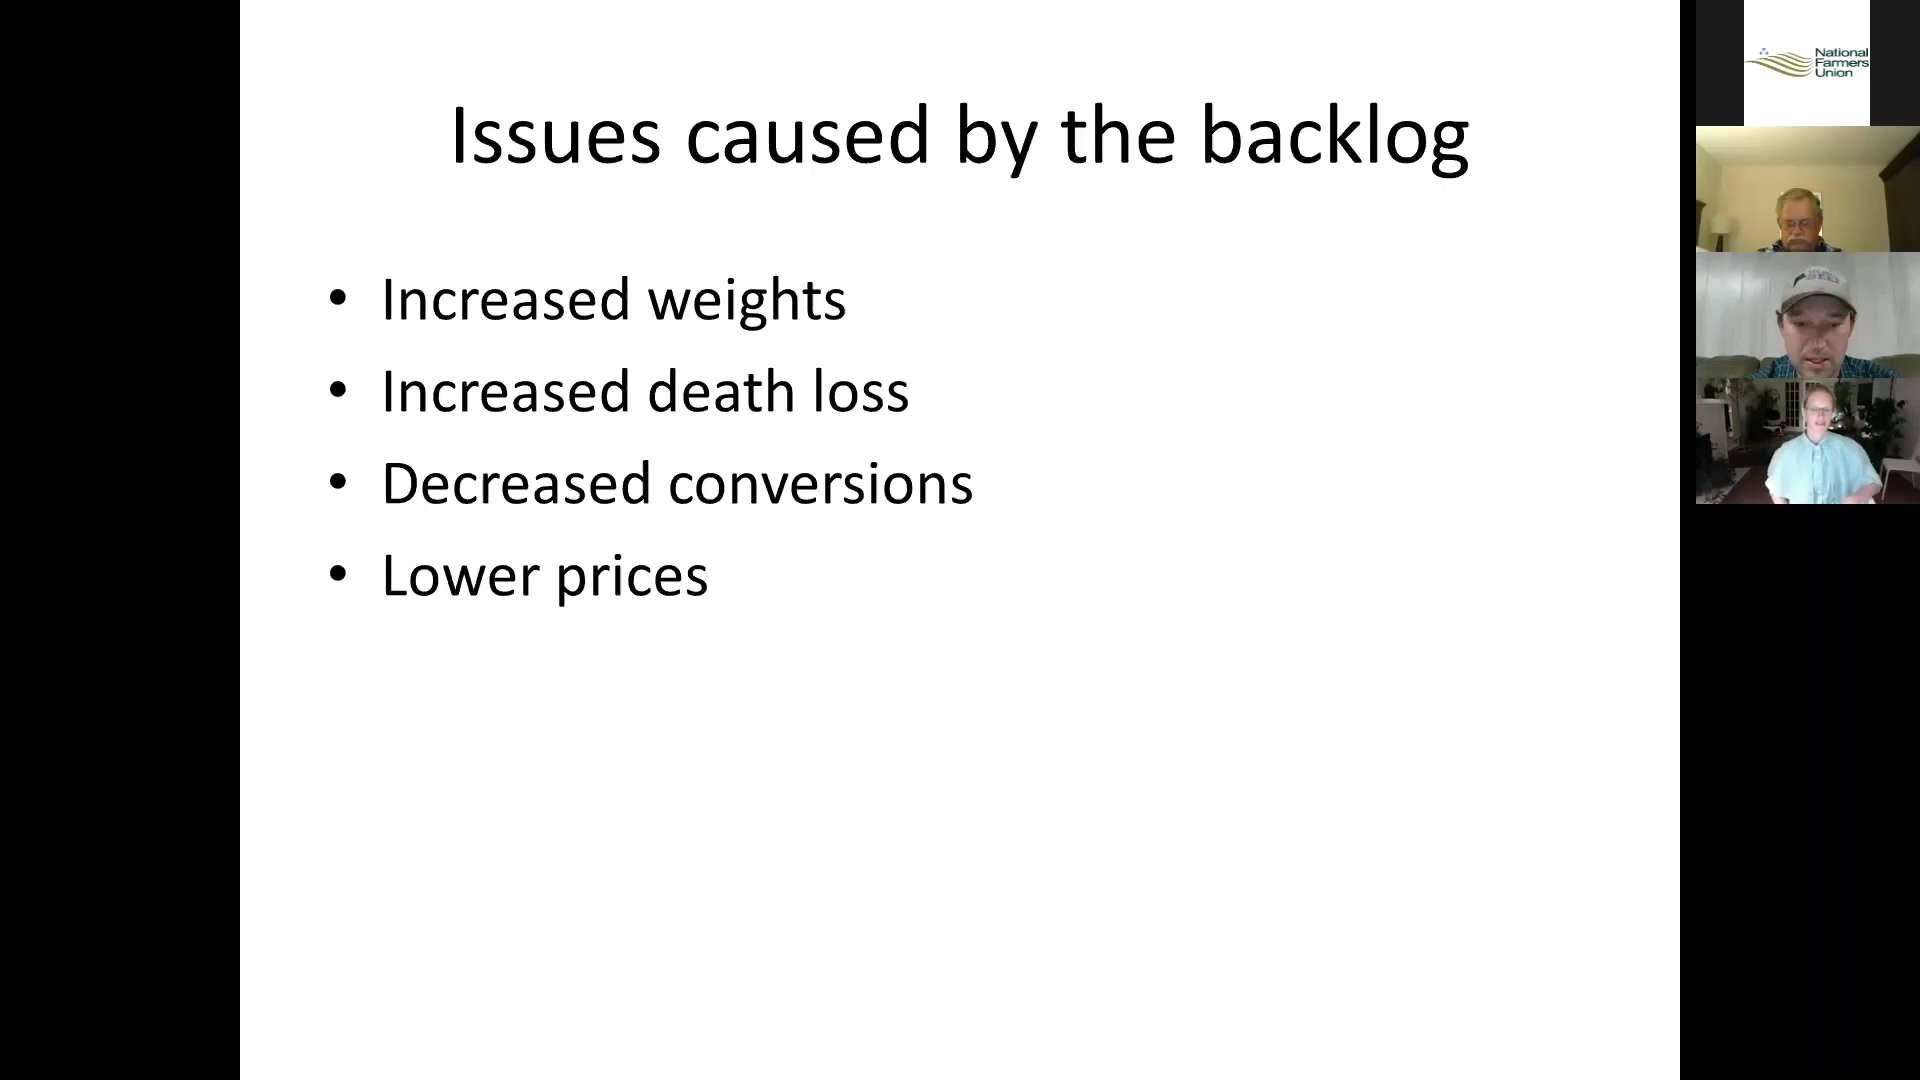 Issues caused by the backlog
• Increased weights
• Increased death loss
• Decreased conversions
• Lower prices
National
Farmers
Union